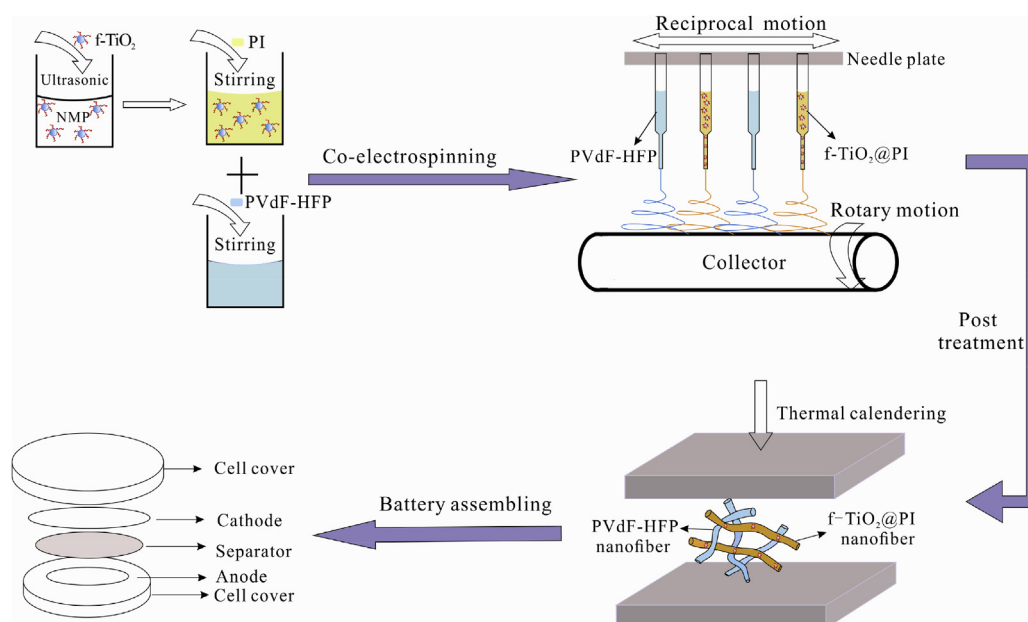 f-TiO₂
Ultrasonic
NMP
PI
Stirring
PVdF-HFP
Stirring
Co-electrospinning
Reciprocal motion
Needle plate
PVdF-HFP
f-TiO₂@PI
Rotary motion
Collector
Post
treatment
Thermal calendering
PVdF-HFP
nanofiber
f−TiO₂@PI
nanofiber
Battery assembling
Cell cover
Cathode
Separator
Anode
Cell cover